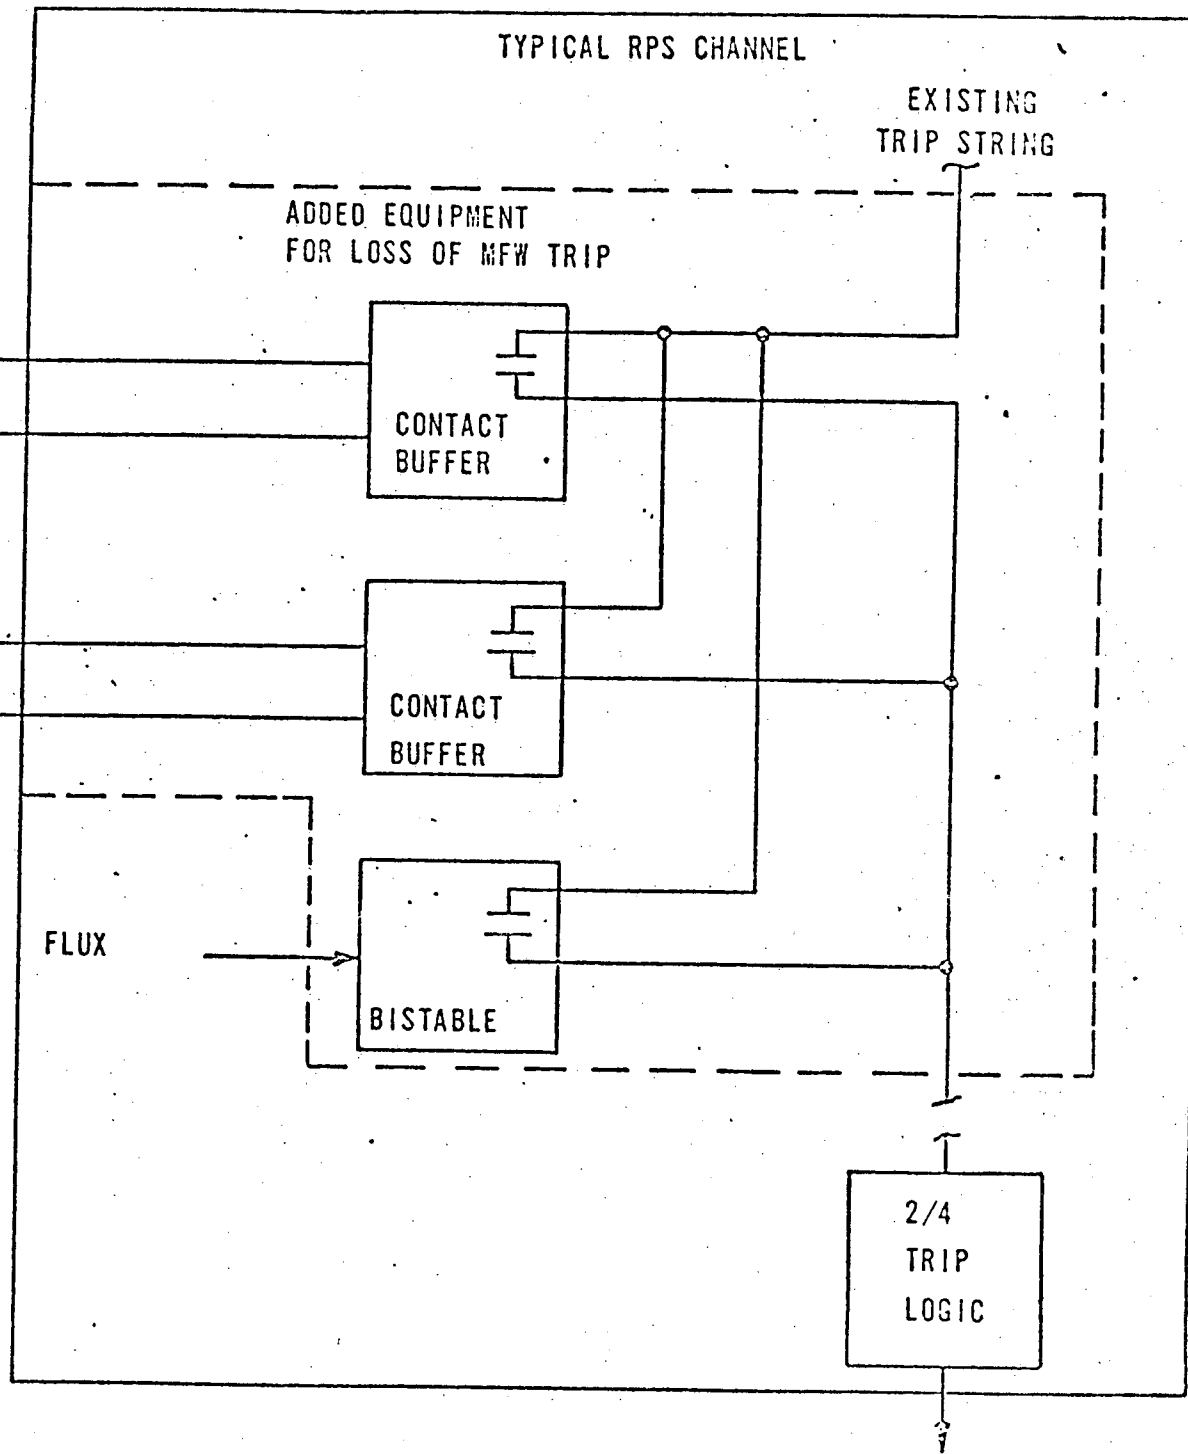 TYPICAL RPS CHANNEL
EXISTING
TRIP STRING
ADDED EQUIPMENT
FOR LOSS OF MFW TRIP
CONTACT
BUFFER
CONTACT
BUFFER
FLUX
BISTABLE
2/4
TRIP
LOGIC